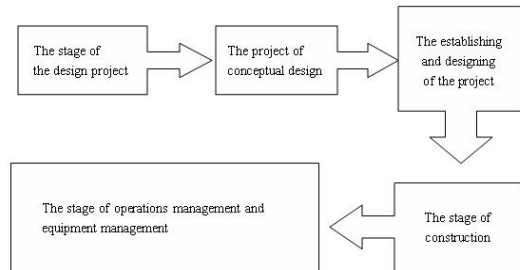 The stage of
the design project
The project of
conceptual design
The establishing
and designing
of the project
The stage of
construction
The stage of operations management and
equipment management